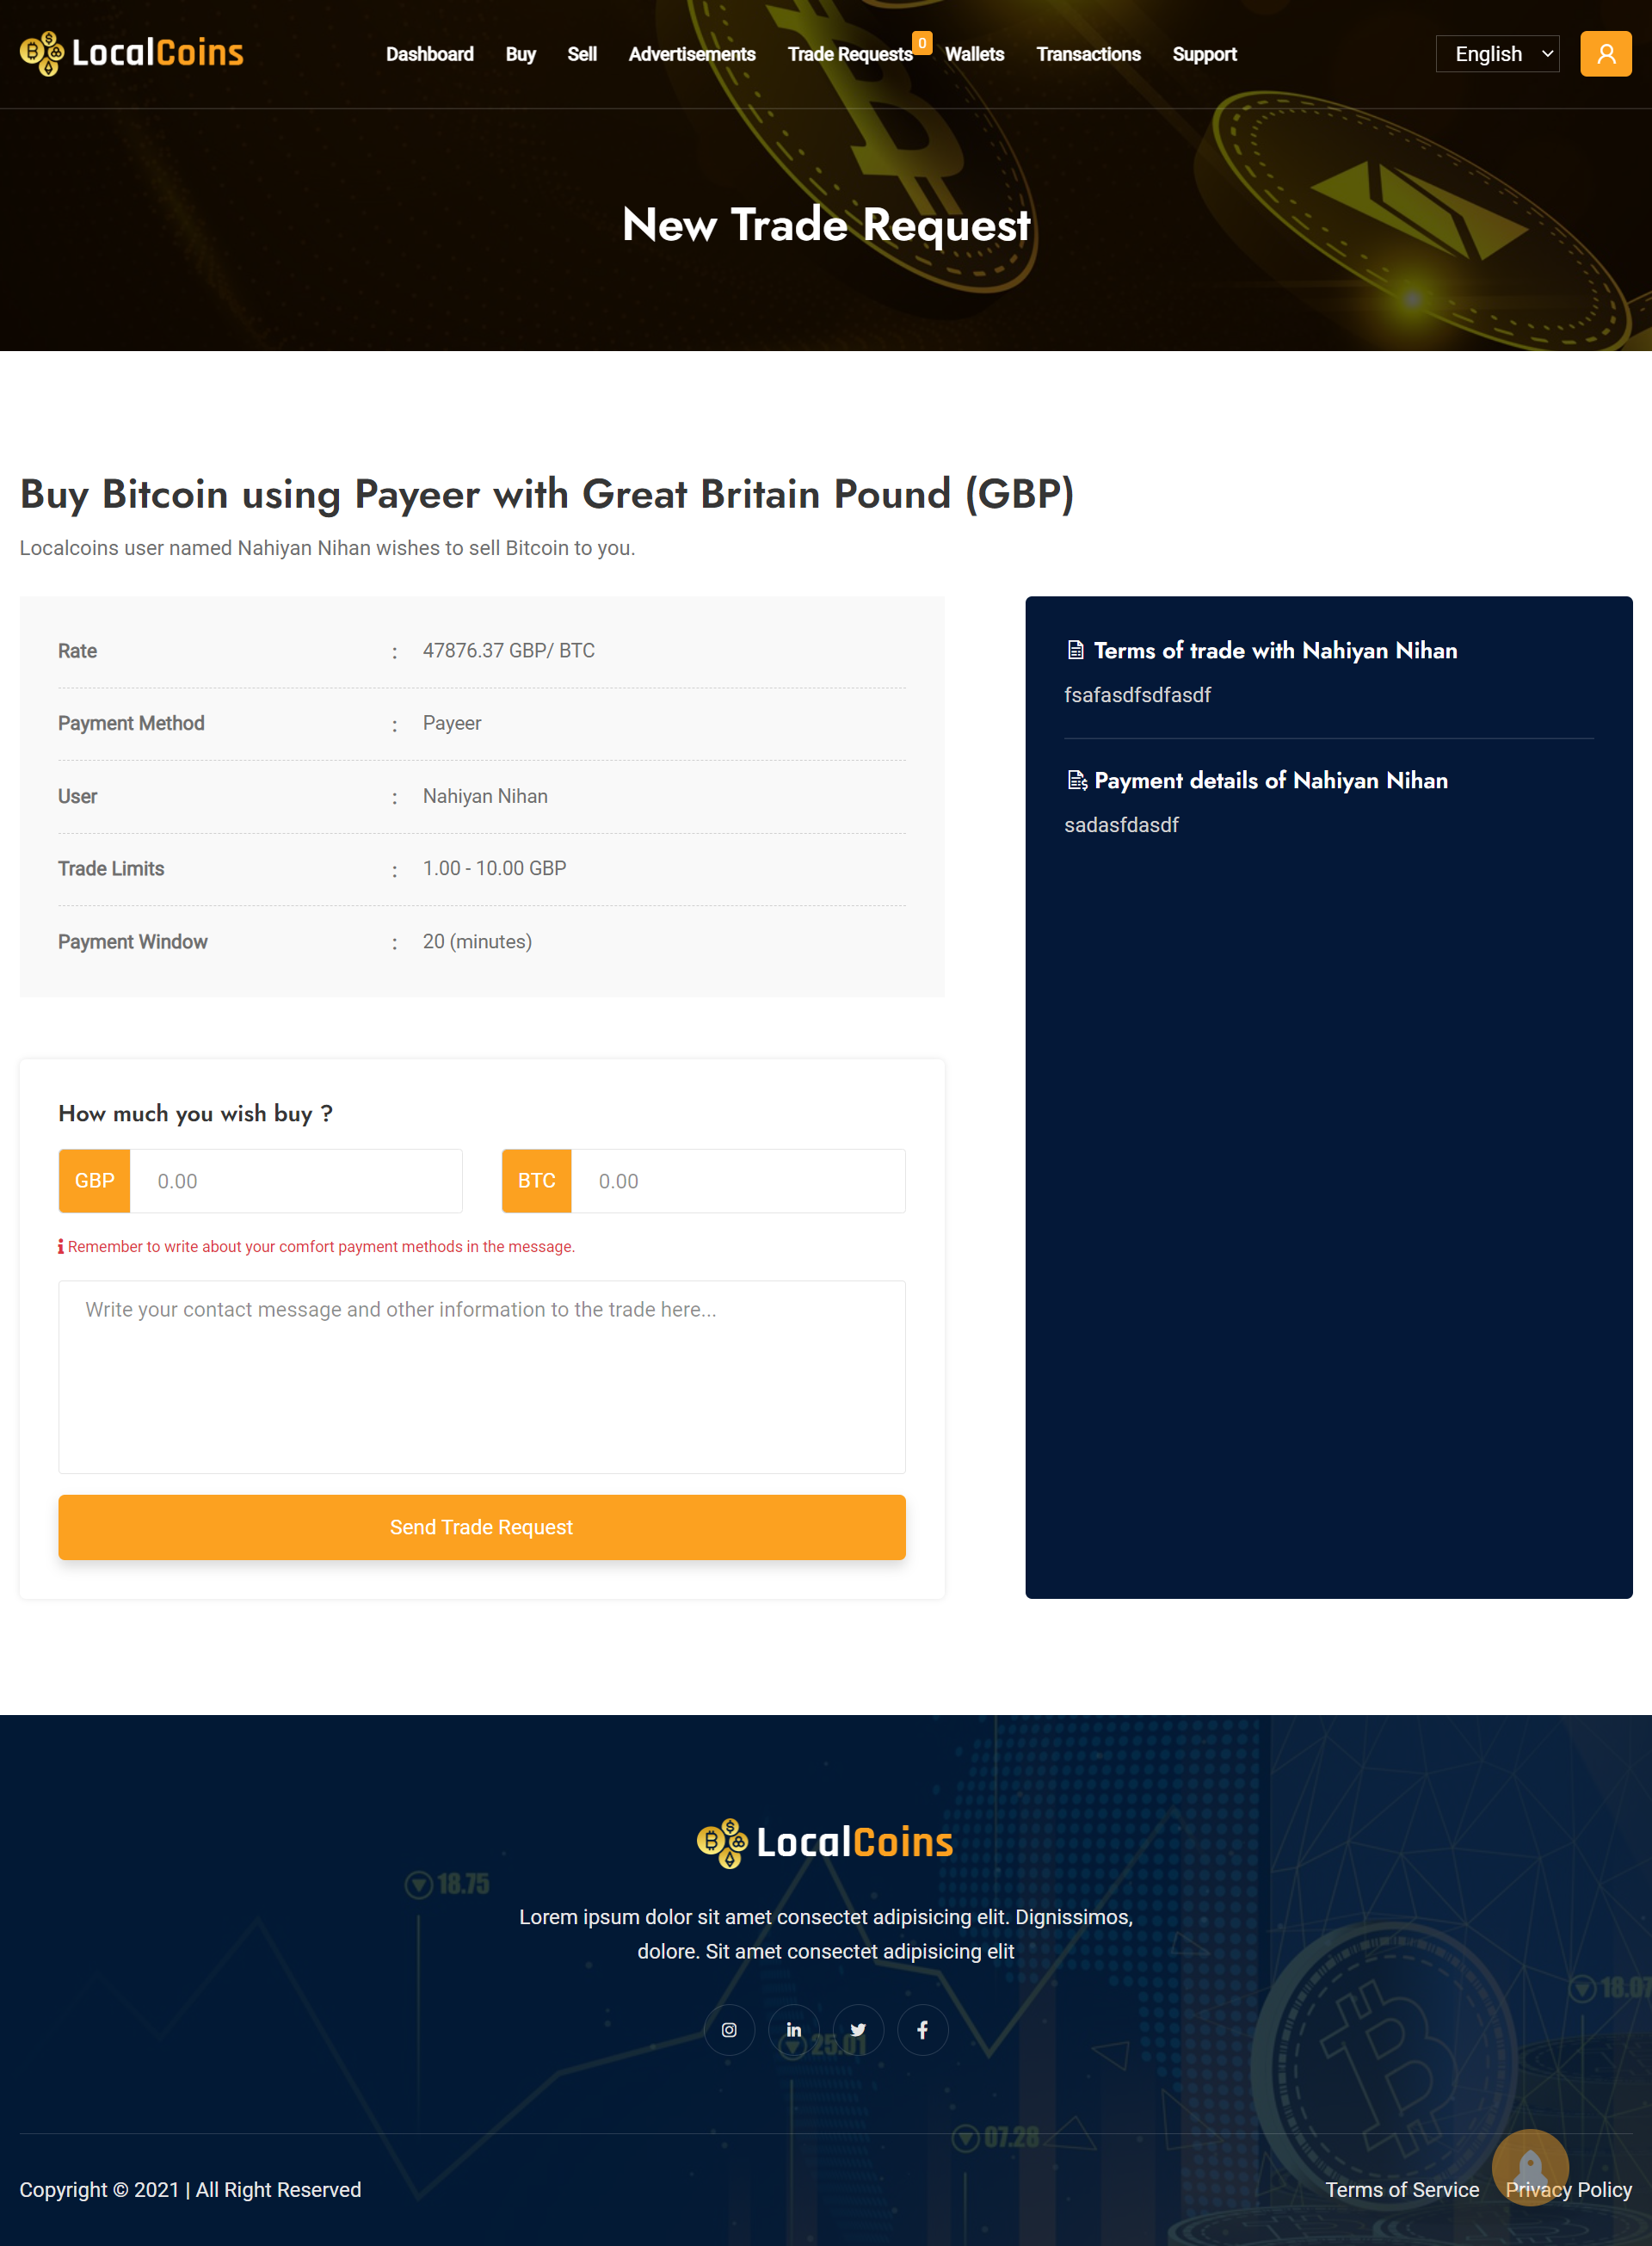 LocalCoins
Dashboard
Buy
Sell
Advertisements
Trade Requests
0
Wallets
Transactions
Support
English
New Trade Request
Buy Bitcoin using Payeer with Great Britain Pound (GBP)
Localcoins user named Nahiyan Nihan wishes to sell Bitcoin to you.
Rate : 47876.37 GBP/ BTC
Payment Method : Payeer
User : Nahiyan Nihan
Trade Limits : 1.00 - 10.00 GBP
Payment Window : 20 (minutes)
Terms of trade with Nahiyan Nihan
fsafasdfsdfasdf
Payment details of Nahiyan Nihan
sadasfdasdf
How much you wish buy ?
GBP 0.00
BTC 0.00
Remember to write about your comfort payment methods in the message.
Write your contact message and other information to the trade here...
Send Trade Request
LocalCoins
18.75
Lorem ipsum dolor sit amet consectet adipisicing elit. Dignissimos,
dolore. Sit amet consectet adipisicing elit
18.07
25.01
07.28
Copyright © 2021 | All Right Reserved
Terms of Service
Privacy Policy